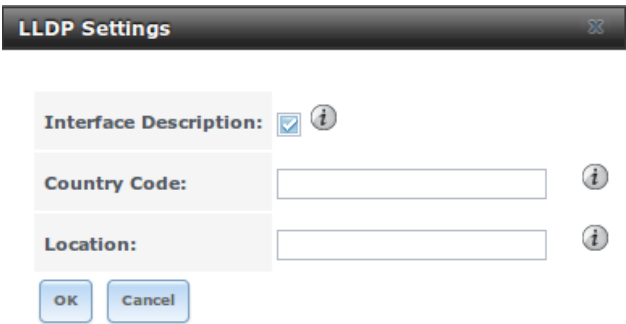 LLDP Settings
Interface Description:
Country Code:
Location:
OK Cancel